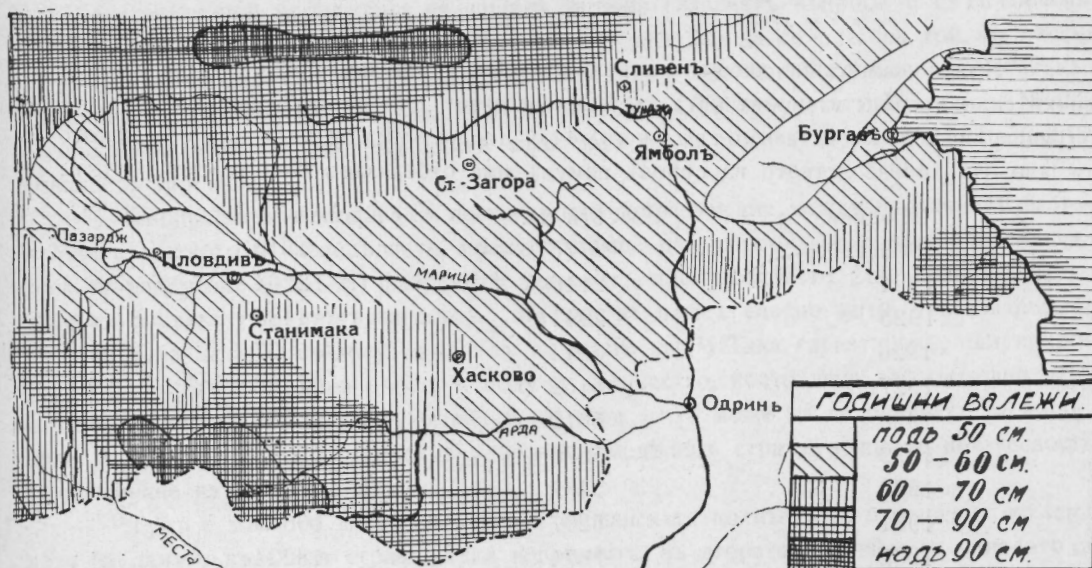 Сливенъ
ТУНДЖА
Бургасъ
Ямболъ
Ст-Загора
Пазардж
Пловдивъ
МАРИЦА
Станимака
Хасково
Одринъ
АРДА
МЕСТА
ГОДИШНИ ВАЛЕЖИ
подъ 50 см.
50 – 60 см.
60 – 70 см
70 – 90 см
надъ 90 см.